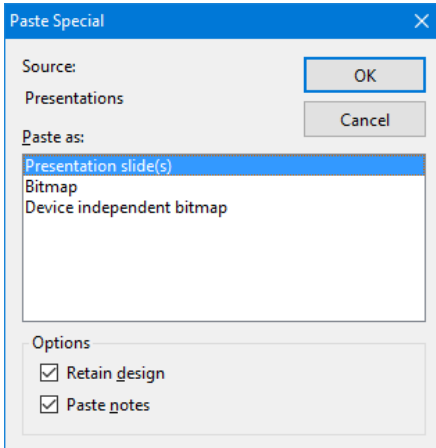 Paste Special
Source:
OK
Presentations
Cancel
Paste as:
Presentation slide(s)
Bitmap
Device independent bitmap
Options
Retain design
Paste notes